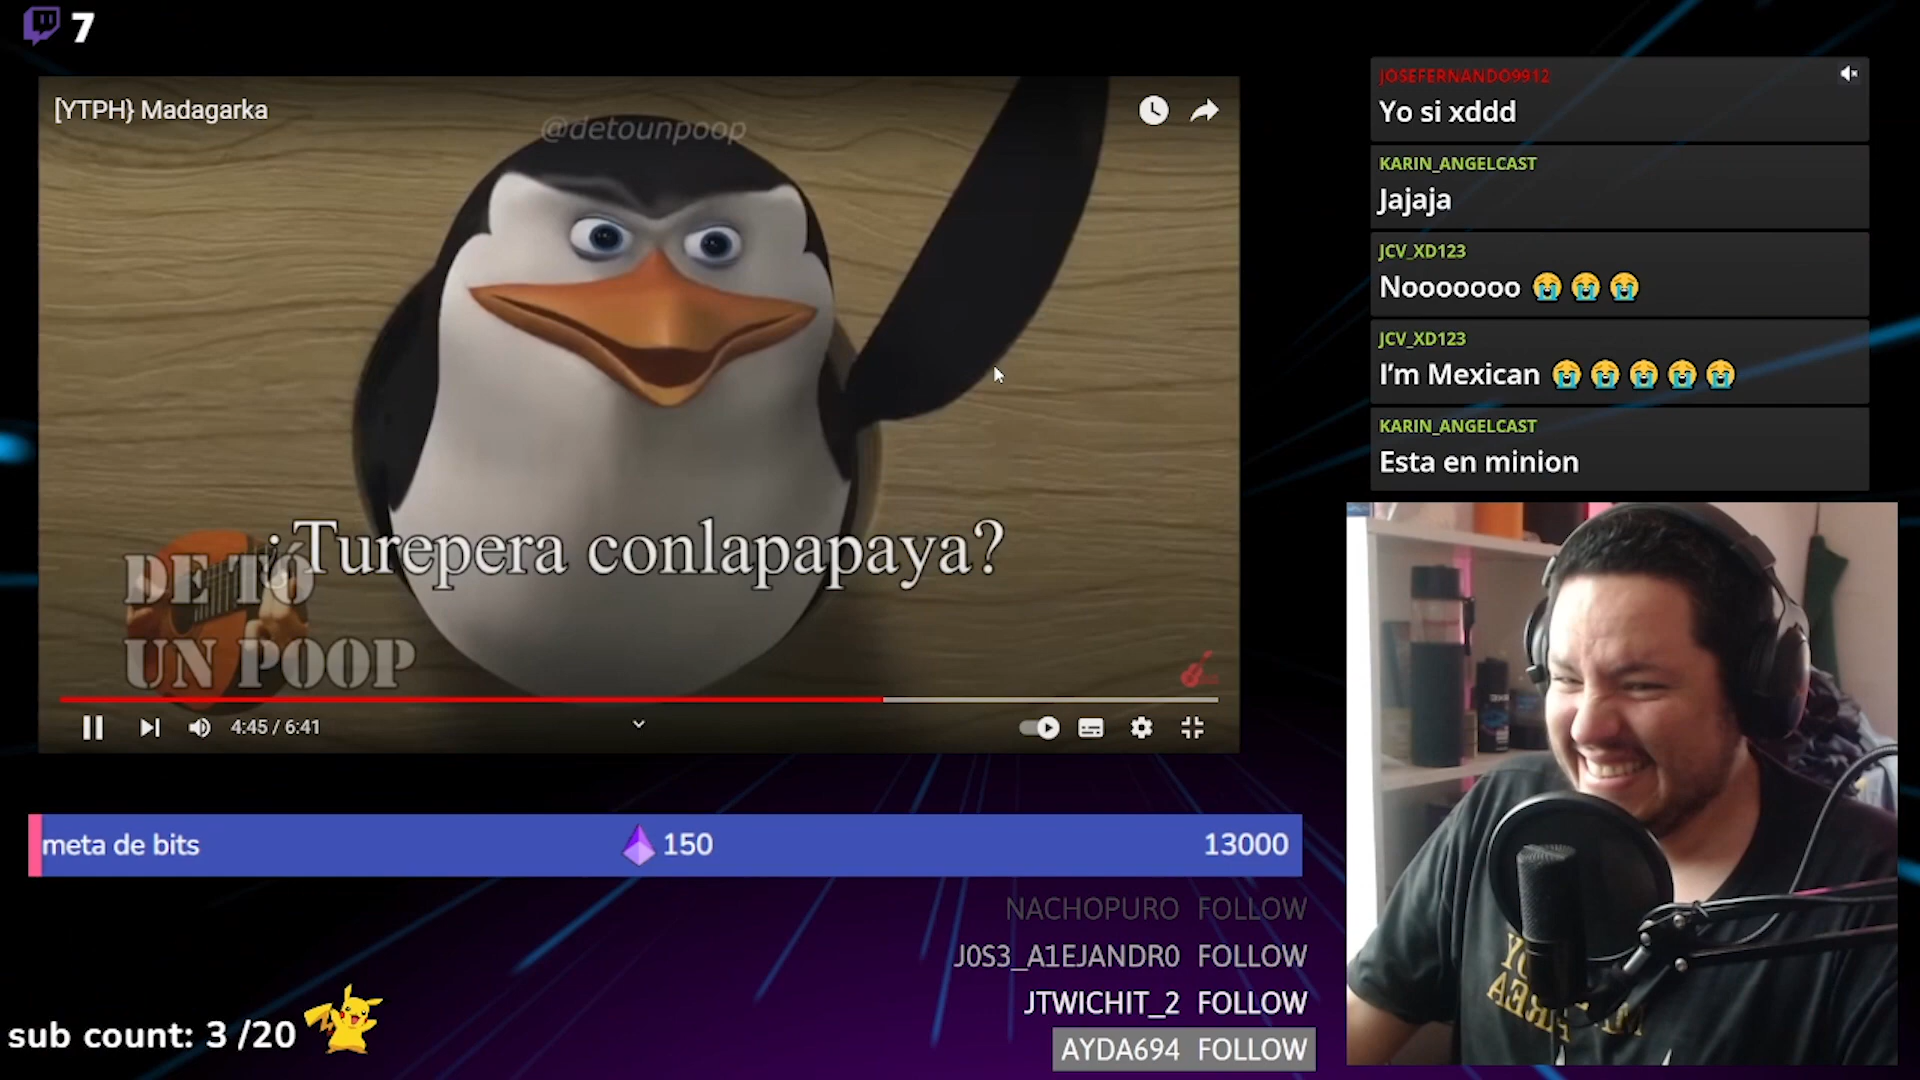 7
[YTPH} Madagarka
@detounpoop
¿Turepera conlapapaya?
DE TÓ
UN POOP
4:45 / 6:41
JOSEFERNANDO9912
Yo si xddd
KARIN_ANGELCAST
Jajaja
JCV_XD123
Nooooooo 😭 😭 😭
JCV_XD123
I’m Mexican 😭 😭 😭 😭 😭
KARIN_ANGELCAST
Esta en minion
meta de bits 150 13000
NACHOPURO FOLLOW
J0S3_A1EJANDR0 FOLLOW
JTWICHIT_2 FOLLOW
AYDA694 FOLLOW
sub count: 3 /20